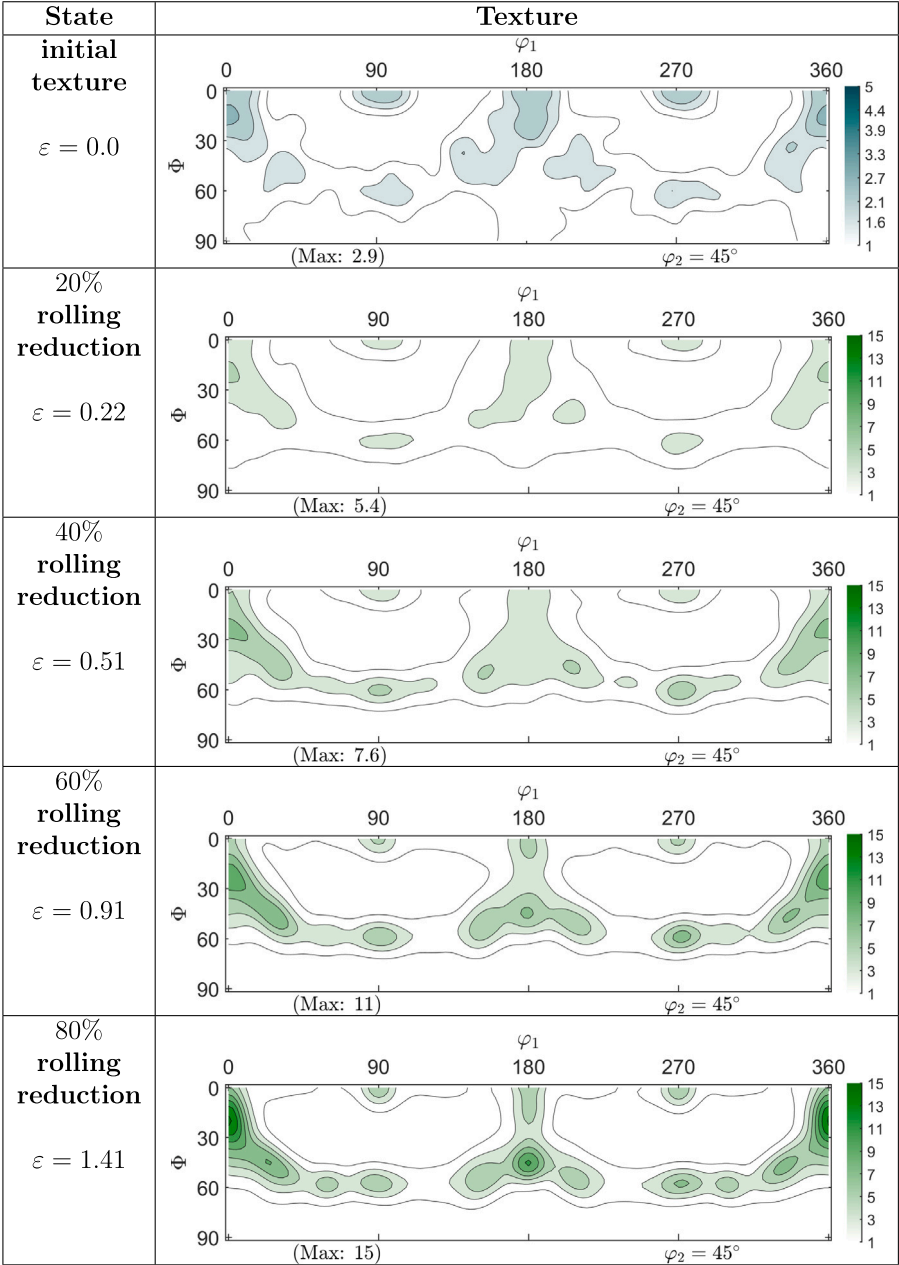 State Texture
initial
texture
ε = 0.0
φ₁
0 90 180 270 360
0
30
60
90
Φ
5
4.4
3.9
3.3
2.7
2.1
1.6
1
(Max: 2.9) φ₂ = 45°
20%
rolling
reduction
ε = 0.22
φ₁
0 90 180 270 360
0
30
60
90
Φ
15
13
11
9
7
5
3
1
(Max: 5.4) φ₂ = 45°
40%
rolling
reduction
ε = 0.51
φ₁
0 90 180 270 360
0
30
60
90
Φ
15
13
11
9
7
5
3
1
(Max: 7.6) φ₂ = 45°
60%
rolling
reduction
ε = 0.91
φ₁
0 90 180 270 360
0
30
60
90
Φ
15
13
11
9
7
5
3
1
(Max: 11) φ₂ = 45°
80%
rolling
reduction
ε = 1.41
φ₁
0 90 180 270 360
0
30
60
90
Φ
15
13
11
9
7
5
3
1
(Max: 15) φ₂ = 45°